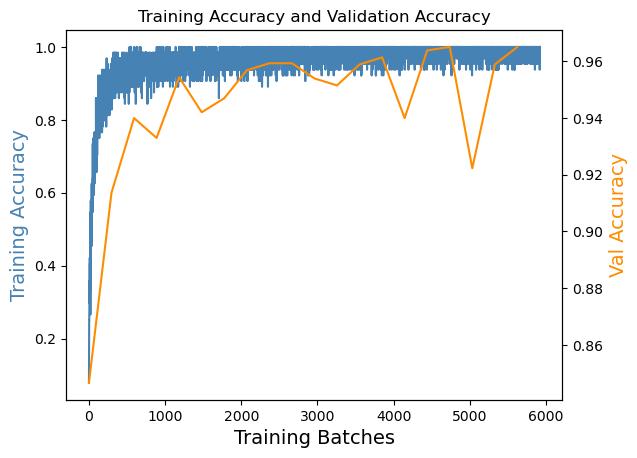 Training Accuracy and Validation Accuracy
1.0
0.8
0.6
0.4
0.2
Training Accuracy
0.96
0.94
0.92
0.90
0.88
0.86
Val Accuracy
0 1000 2000 3000 4000 5000 6000
Training Batches